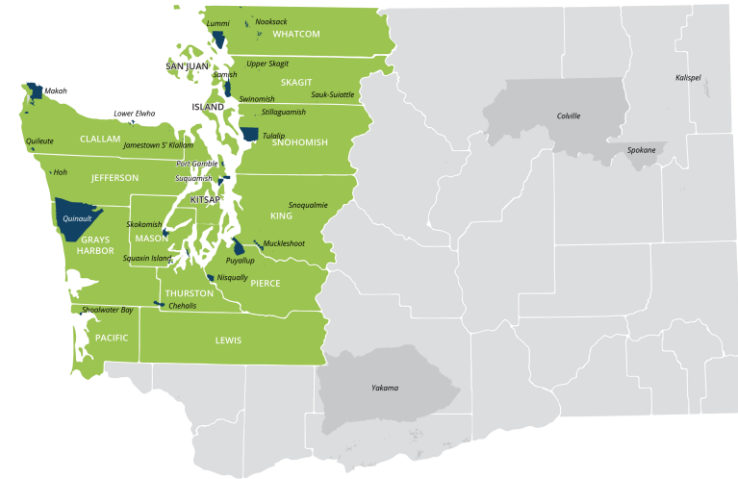 Lummi
Nooksack
WHATCOM
SAN JUAN
Upper Skagit
Samish
SKAGIT
Kalispel
Makah
Swinomish
Sauk-Suiattle
ISLAND
Lower Elwha
Stillaguamish
Colville
Quileute
CLALLAM
Jamestown S' Klallam
Tulalip
SNOHOMISH
Spokane
Port Gamble
Hoh
JEFFERSON
Suquamish
KITSAP
Snoqualmie
Quinault
KING
Skokomish
GRAYS
HARBOR
MASON
Muckleshoot
Squaxin Island
Puyallup
Nisqually
PIERCE
THURSTON
Chehalis
Shoalwater Bay
PACIFIC
LEWIS
Yakama